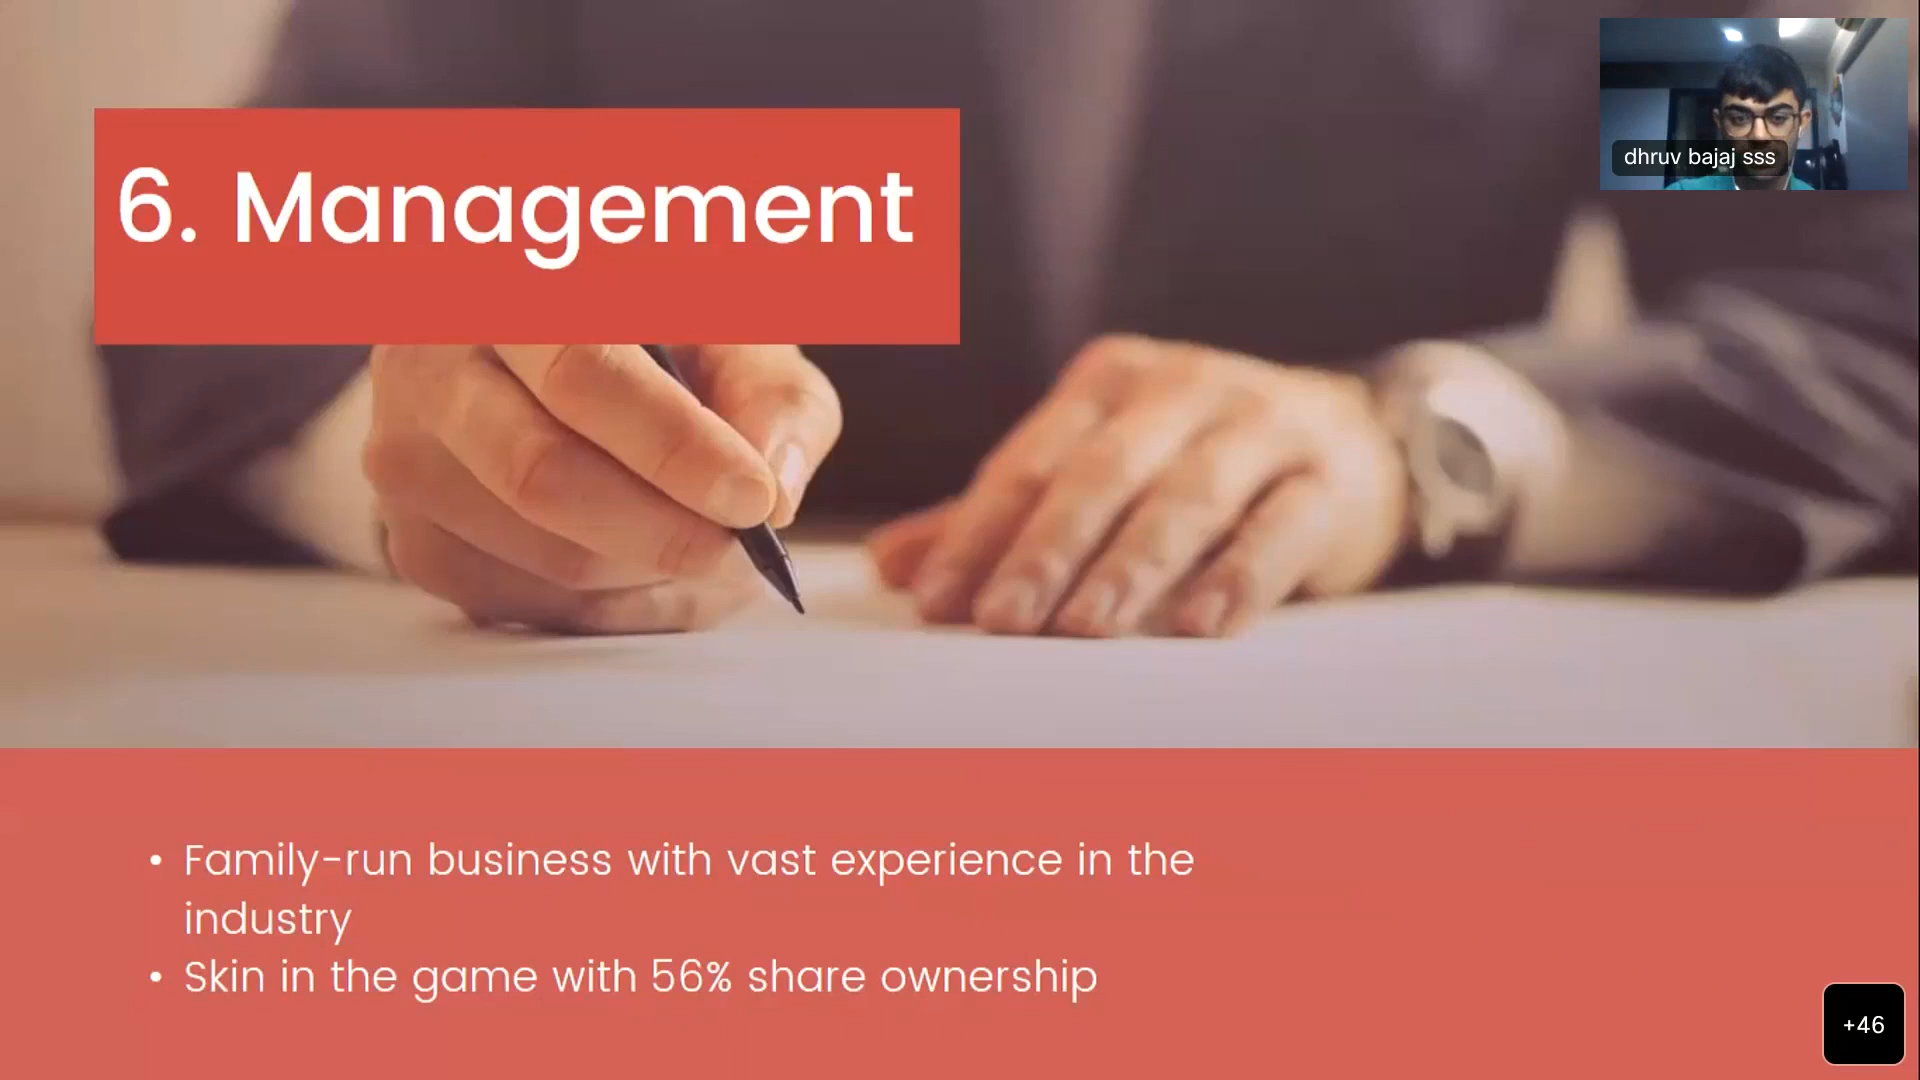 6. Management
dhruv bajaj sss
• Family-run business with vast experience in the
industry
• Skin in the game with 56% share ownership
+46